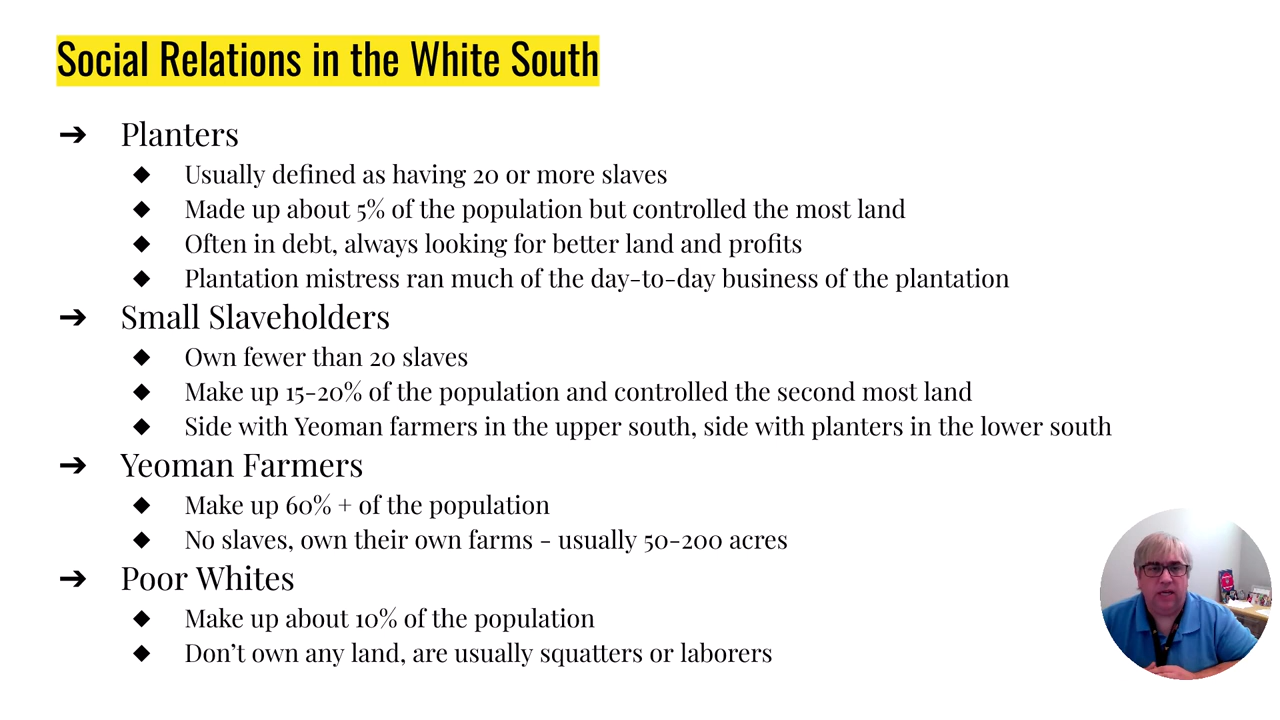 Social Relations in the White South
➔ Planters
◆ Usually defined as having 20 or more slaves
◆ Made up about 5% of the population but controlled the most land
◆ Often in debt, always looking for better land and profits
◆ Plantation mistress ran much of the day-to-day business of the plantation
➔ Small Slaveholders
◆ Own fewer than 20 slaves
◆ Make up 15-20% of the population and controlled the second most land
◆ Side with Yeoman farmers in the upper south, side with planters in the lower south
➔ Yeoman Farmers
◆ Make up 60% + of the population
◆ No slaves, own their own farms - usually 50-200 acres
➔ Poor Whites
◆ Make up about 10% of the population
◆ Don’t own any land, are usually squatters or laborers